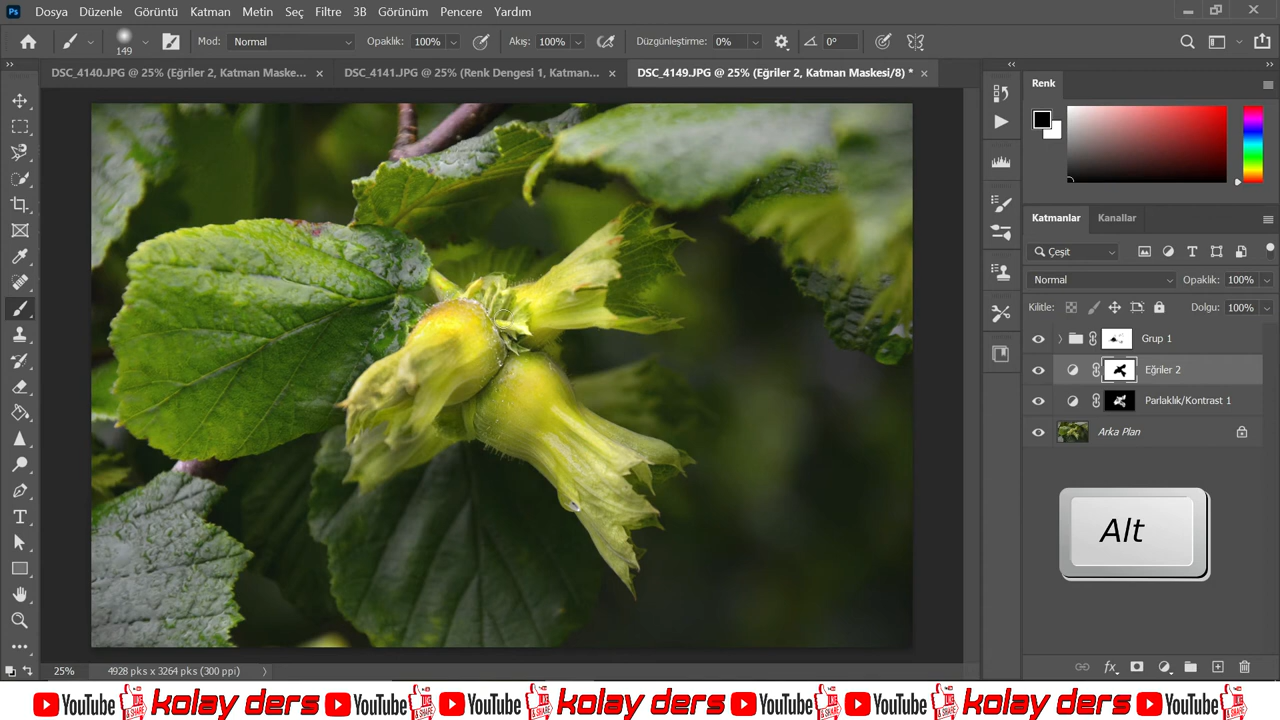 Ps Dosya Düzenle Görüntü Katman Metin Seç Filtre 3B Görünüm Pencere Yardım
149 Mod: Normal Opaklık: 100% Akış: 100% Düzgünleştirme: 0% 0°
DSC_4140.JPG @ 25% (Eğriler 2, Katman Maske... × DSC_4141.JPG @ 25% (Renk Dengesi 1, Katman... × DSC_4149.JPG @ 25% (Eğriler 2, Katman Maskesi/8) * ×
Renk
Katmanlar Kanallar
Çeşit
Normal Opaklık: 100%
Kilitle: Dolgu: 100%
Grup 1
Eğriler 2
Parlaklık/Kontrast 1
Arka Plan
Alt
25% 4928 pks x 3264 pks (300 ppi)
YouTube kolay ders YouTube YouTube kolay ders YouTube YouTube kolay ders YouTube